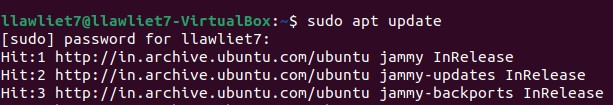 llawliet7@llawliet7-VirtualBox:~$ sudo apt update
[sudo] password for llawliet7:
Hit:1 http://in.archive.ubuntu.com/ubuntu jammy InRelease
Hit:2 http://in.archive.ubuntu.com/ubuntu jammy-updates InRelease
Hit:3 http://in.archive.ubuntu.com/ubuntu jammy-backports InRelease